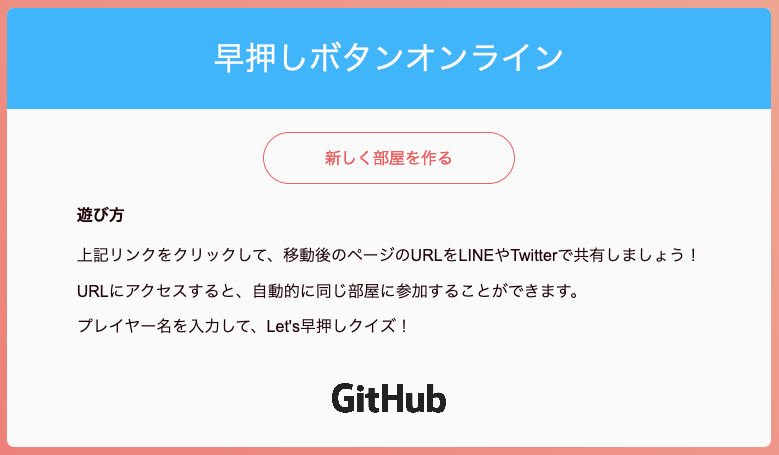 早押しボタンオンライン
新しく部屋を作る
遊び方
上記リンクをクリックして、移動後のページのURLをLINEやTwitterで共有しましょう！
URLにアクセスすると、自動的に同じ部屋に参加することができます。
プレイヤー名を入力して、Let's早押しクイズ！
GitHub